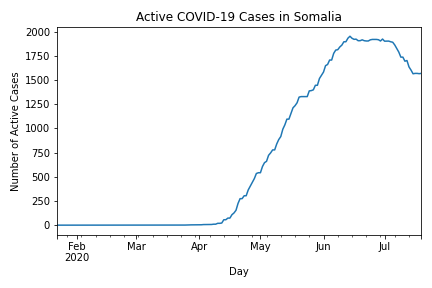 Active COVID-19 Cases in Somalia
2000
1750
1500
1250
1000
750
500
250
0
Number of Active Cases
Feb Mar Apr May Jun Jul
2020
Day